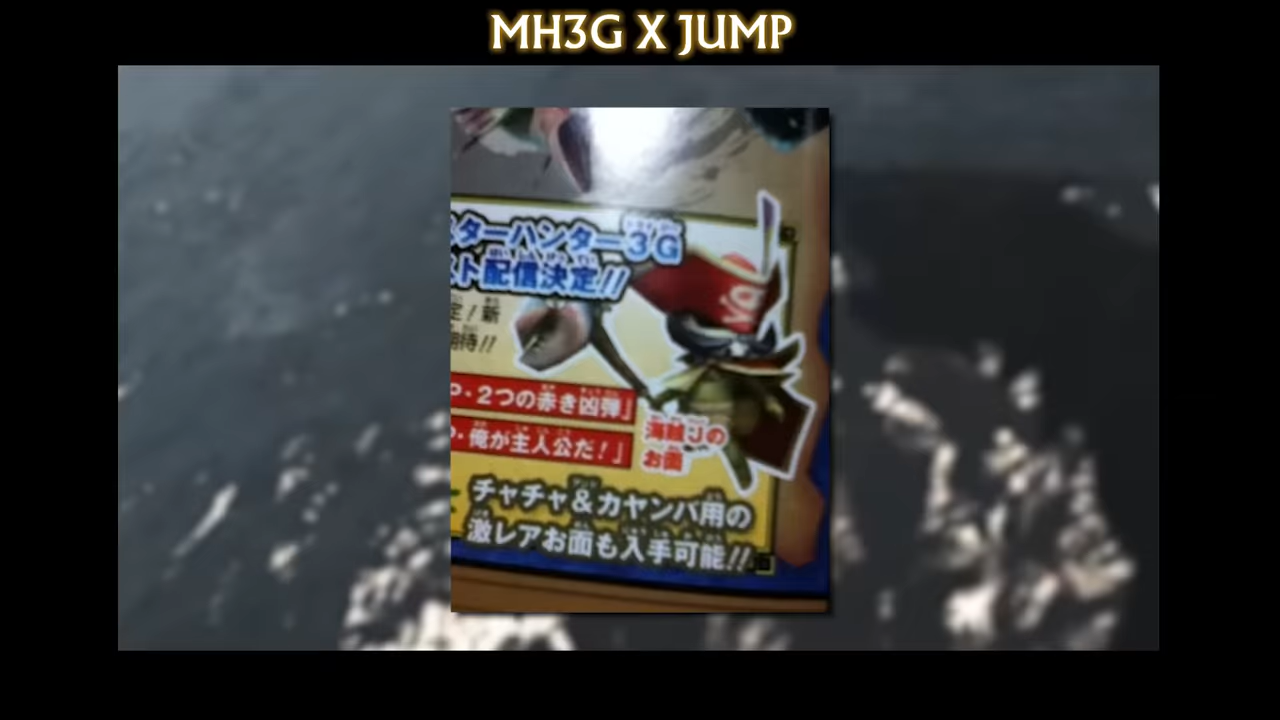 MH3G X JUMP
スターハンター3G
スト配信決定!!
定！新
期待!!
P・2つの赤き凶弾」
P・俺が主人公だ！」
海賊Jの
お面
チャチャ＆カヤンバ用の
激レアお面も入手可能!!